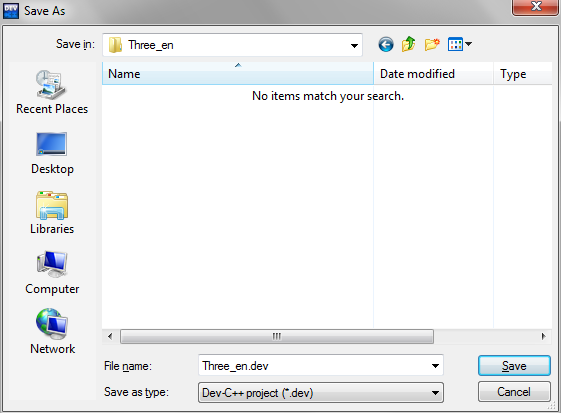 DEV Save As
Save in: Three_en
Name Date modified Type
No items match your search.
Recent Places
Desktop
Libraries
Computer
Network
File name: Three_en.dev Save
Save as type: Dev-C++ project (*.dev) Cancel